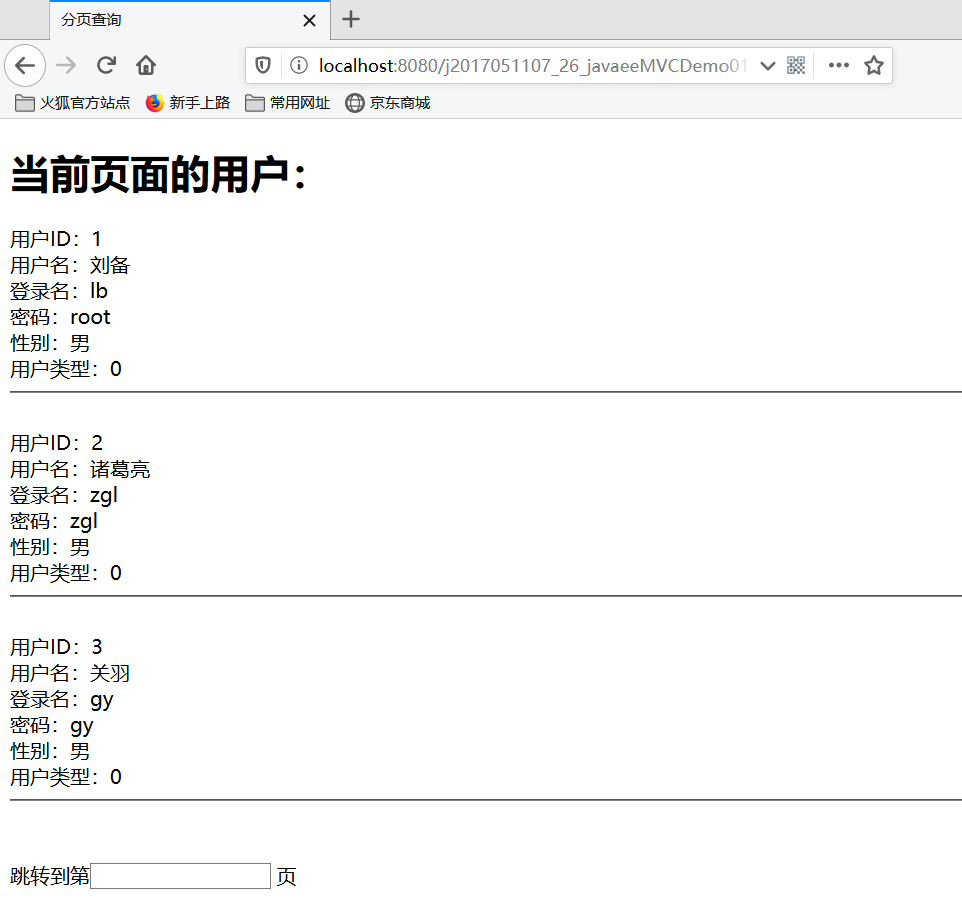 分页查询
localhost:8080/j2017051107_26_javaeeMVCDemo01
火狐官方站点 新手上路 常用网址 京东商城
当前页面的用户：
用户ID：1
用户名：刘备
登录名：lb
密码：root
性别：男
用户类型：0
用户ID：2
用户名：诸葛亮
登录名：zgl
密码：zgl
性别：男
用户类型：0
用户ID：3
用户名：关羽
登录名：gy
密码：gy
性别：男
用户类型：0
跳转到第 页